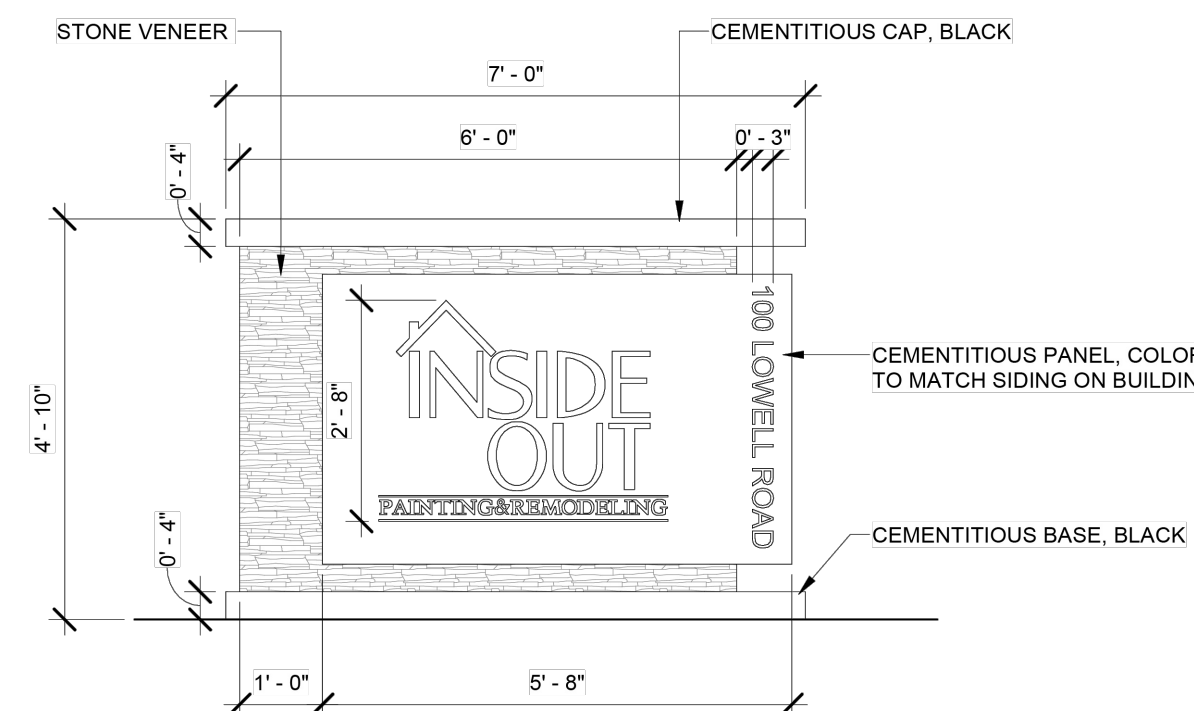 STONE VENEER
CEMENTITIOUS CAP, BLACK
7' - 0"
6' - 0"
0' - 3"
0' - 4"
4' - 10"
2' - 8"
INSIDE
OUT
PAINTING&REMODELING
100 LOWELL ROAD
CEMENTITIOUS PANEL,
TO MATCH SIDING ON
0' - 4"
CEMENTITIOUS BASE, BLACK
1' - 0"
5' - 8"